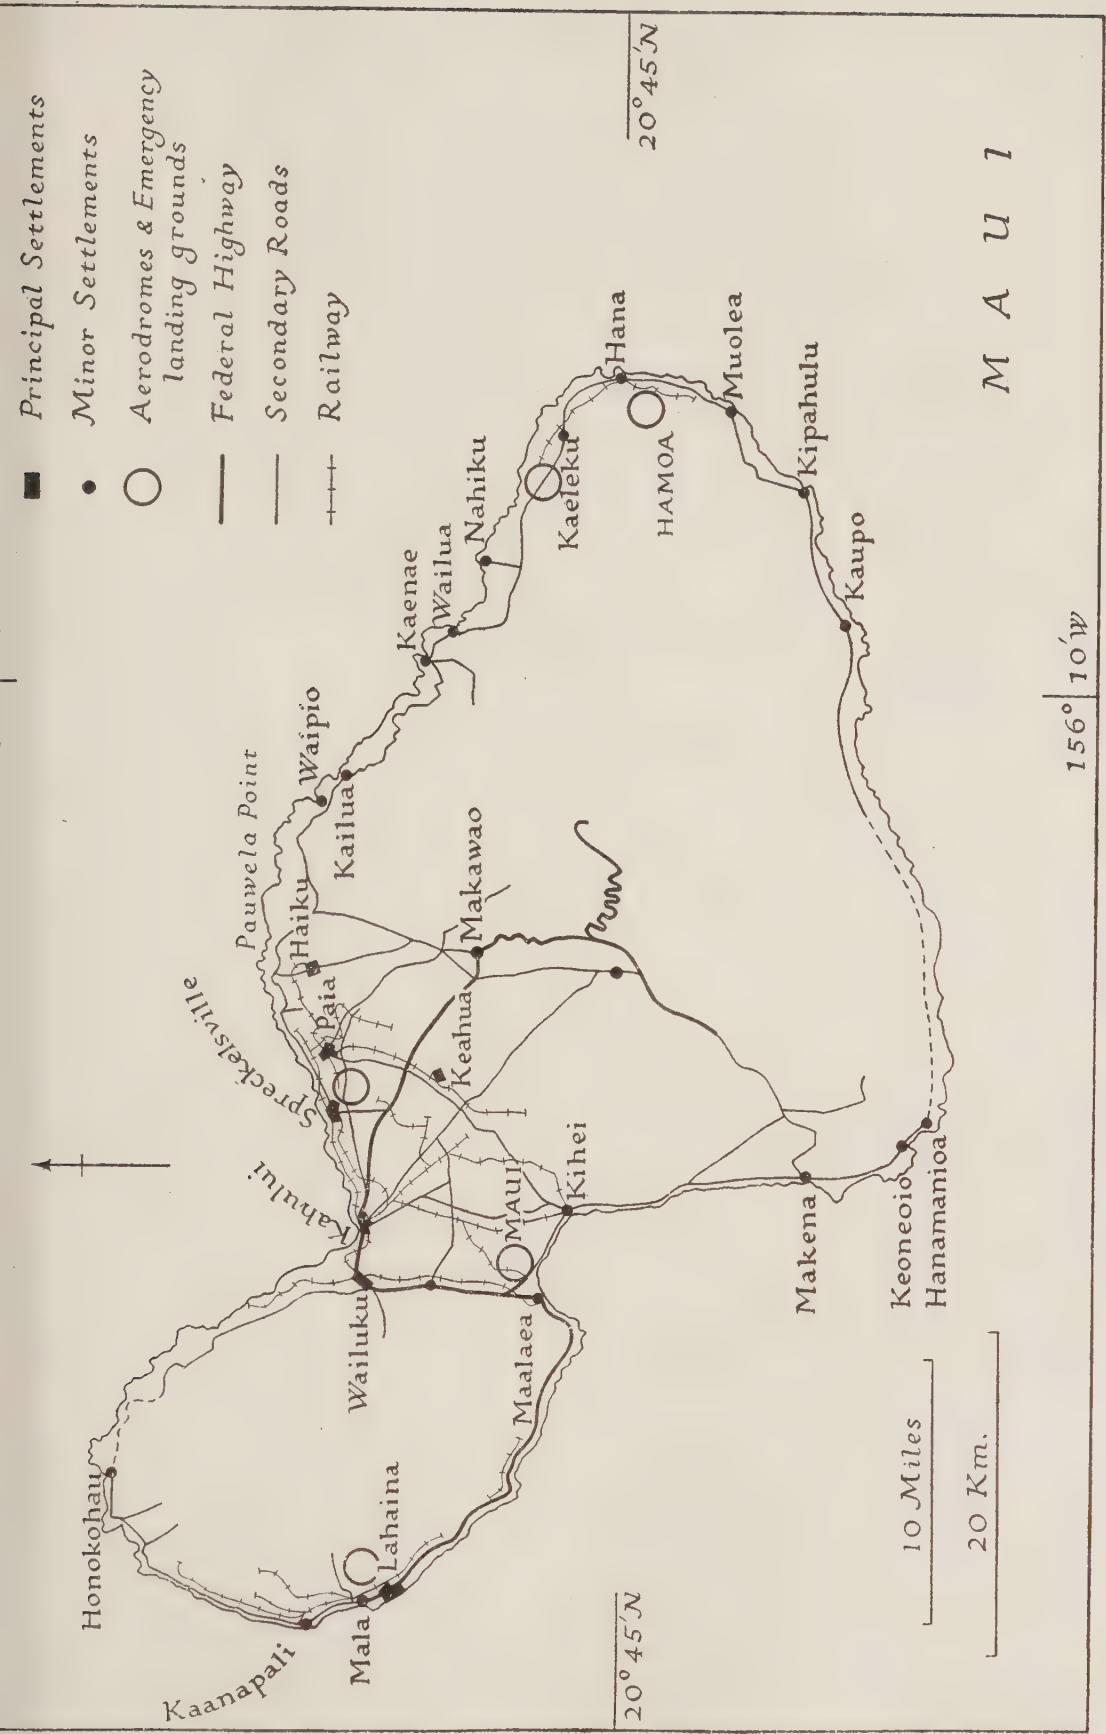 Principal Settlements
Minor Settlements
Aerodromes & Emergency
landing grounds
Federal Highway
Secondary Roads
Railway
Honokohau
Kaanapali
Mala
Lahaina
Wailuku
Kahului
Spreckelsville
Paia
Haiku
Pauwela Point
Waipio
Kailua
Kaenae
Wailua
Nahiku
Kaeleku
Hana
HAMOA
Muolea
Kipahulu
Kaupo
Makawao
Keahua
MAUI
Kihei
Maalaea
Makena
Keoneoio
Hanamanioa
20°45'N
20°45'N
10 Miles
20 Km.
156° 10'W
MAUI